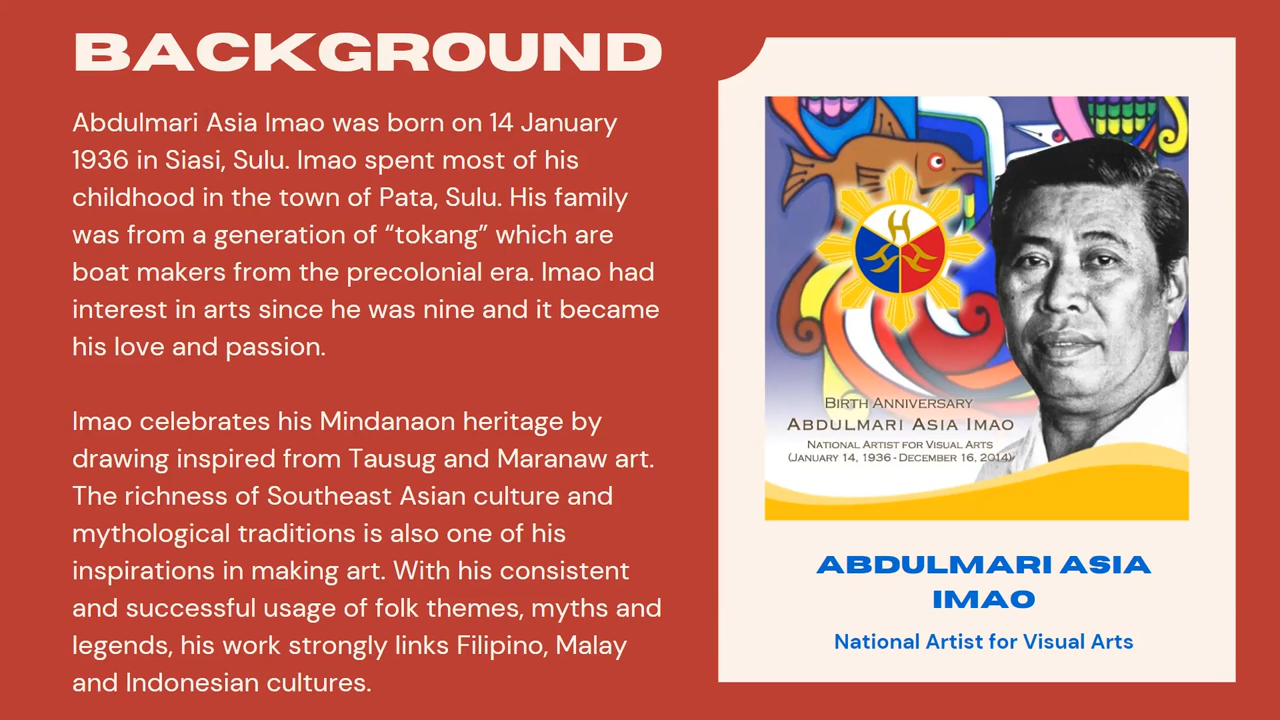 BACKGROUND
Abdulmari Asia Imao was born on 14 January
1936 in Siasi, Sulu. Imao spent most of his
childhood in the town of Pata, Sulu. His family
was from a generation of “tokang” which are
boat makers from the precolonial era. Imao had
interest in arts since he was nine and it became
his love and passion.
Imao celebrates his Mindanaon heritage by
drawing inspired from Tausug and Maranaw art.
The richness of Southeast Asian culture and
mythological traditions is also one of his
inspirations in making art. With his consistent
and successful usage of folk themes, myths and
legends, his work strongly links Filipino, Malay
and Indonesian cultures.
BIRTH ANNIVERSARY
ABDULMARI ASIA IMAO
NATIONAL ARTIST FOR VISUAL ARTS
(JANUARY 14, 1936 - DECEMBER 16, 2014)
ABDULMARI ASIA
IMAO
National Artist for Visual Arts